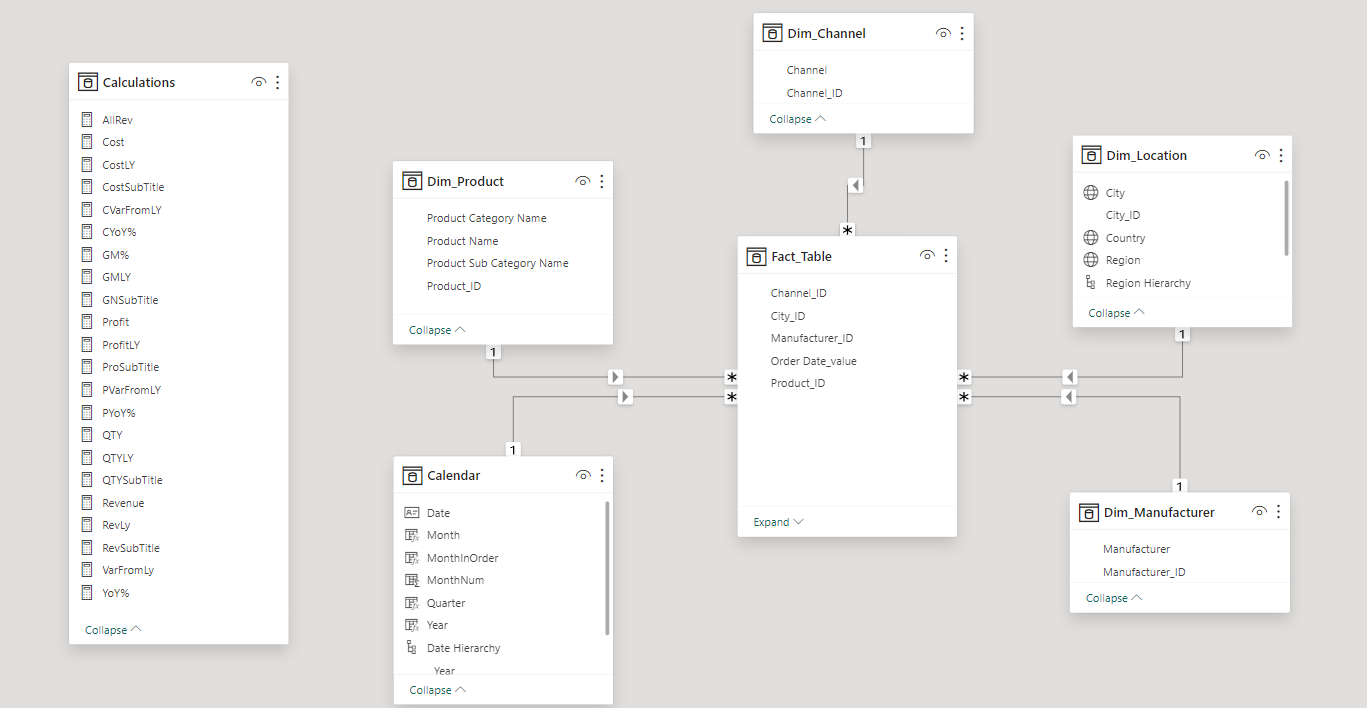 Calculations
AllRev
Cost
CostLY
CostSubTitle
CVarFromLY
CYoY%
GM%
GMLY
GNSubTitle
Profit
ProfitLY
ProSubTitle
PVarFromLY
PYoY%
QTY
QTYLY
QTYSubTitle
Revenue
RevLy
RevSubTitle
VarFromLy
YoY%
Collapse
Dim_Product
Product Category Name
Product Name
Product Sub Category Name
Product_ID
Collapse
1
*
Calendar
Date
Month
MonthInOrder
MonthNum
Quarter
Year
Date Hierarchy
Year
Collapse
1
*
Dim_Channel
Channel
Channel_ID
Collapse
1
*
Fact_Table
Channel_ID
City_ID
Manufacturer_ID
Order Date_value
Product_ID
Expand
Dim_Location
City
City_ID
Country
Region
Region Hierarchy
Collapse
1
*
Dim_Manufacturer
Manufacturer
Manufacturer_ID
Collapse
1
*